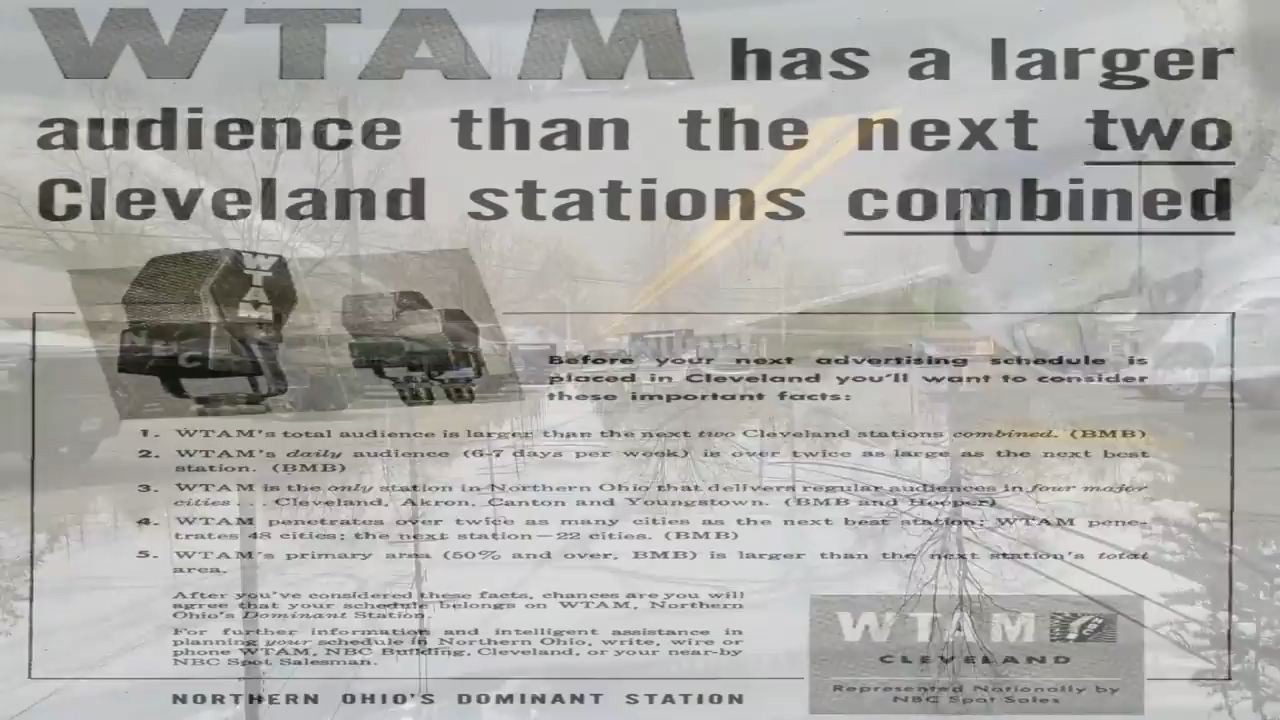 WTAM has a larger
audience than the next two
Cleveland stations combined
WTAM
NBC
Before your next advertising schedule is
placed in Cleveland you'll want to consider
these important facts:
1. WTAM's total audience is larger than the next two Cleveland stations combined. (BMB)
2. WTAM's daily audience (6-7 days per week) is over twice as large as the next best
station. (BMB)
3. WTAM is the only station in Northern Ohio that delivers regular audiences in four major
cities . . . Cleveland, Akron, Canton and Youngstown. (BMB and Hooper)
4. WTAM penetrates over twice as many cities as the next best station: WTAM pene-
trates 48 cities; the next station—22 cities. (BMB)
5. WTAM's primary area (50% and over, BMB) is larger than the next station's total
area.
After you've considered these facts, chances are you will
agree that your schedule belongs on WTAM, Northern
Ohio's Dominant Station.
For further information and intelligent assistance in
planning your schedule in Northern Ohio, write, wire or
phone WTAM, NBC Building, Cleveland, or your near-by
NBC Spot Salesman.
WTAM
CLEVELAND
Represented Nationally by
NBC Spot Sales
NORTHERN OHIO'S DOMINANT STATION